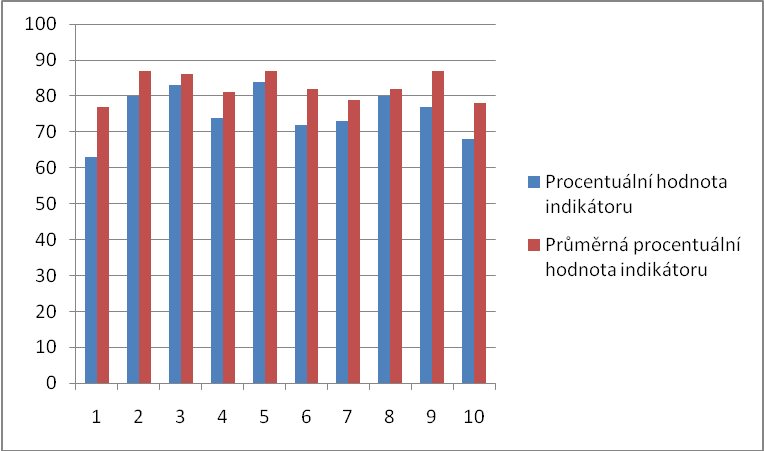 100
90
80
70
60
50
40
30
20
10
0
1 2 3 4 5 6 7 8 9 10
Procentuální hodnota
indikátoru
Průměrná procentuální
hodnota indikátoru